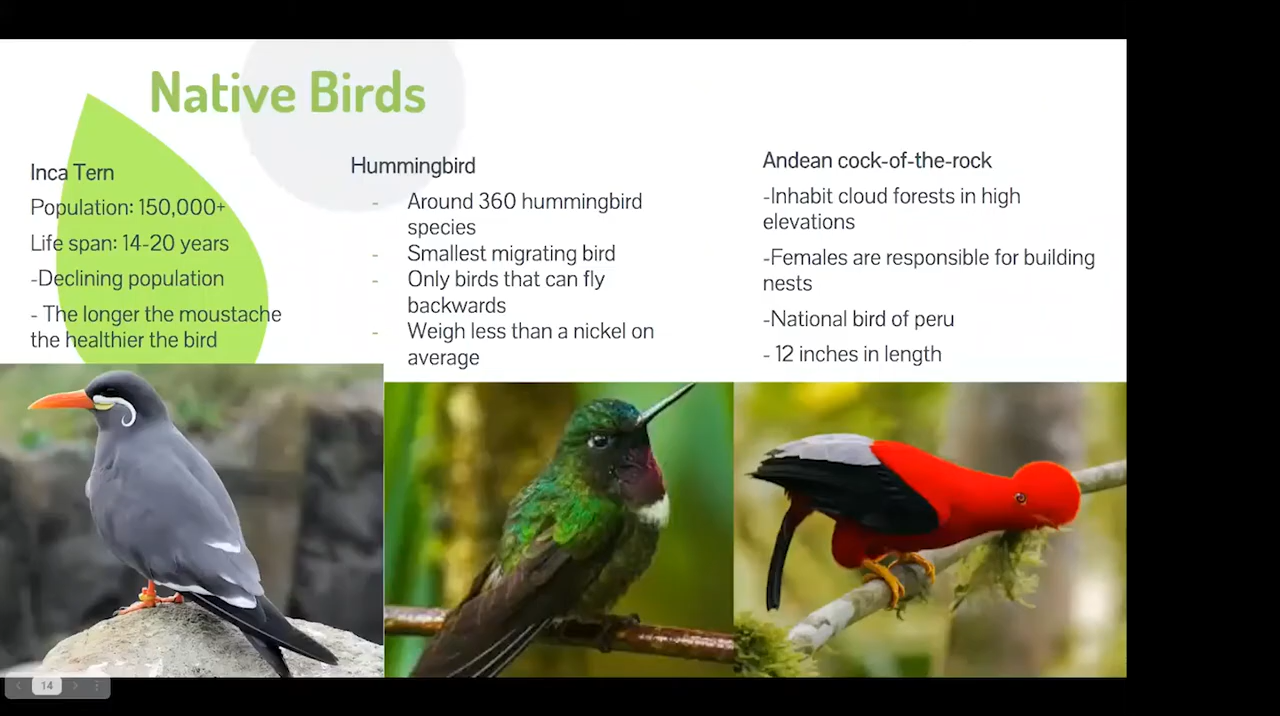 Native Birds
Inca Tern
Population: 150,000+
Life span: 14-20 years
-Declining population
- The longer the moustache
the healthier the bird
Hummingbird
- Around 360 hummingbird
species
- Smallest migrating bird
- Only birds that can fly
backwards
- Weigh less than a nickel on
average
Andean cock-of-the-rock
-Inhabit cloud forests in high
elevations
-Females are responsible for building
nests
-National bird of peru
- 12 inches in length
14